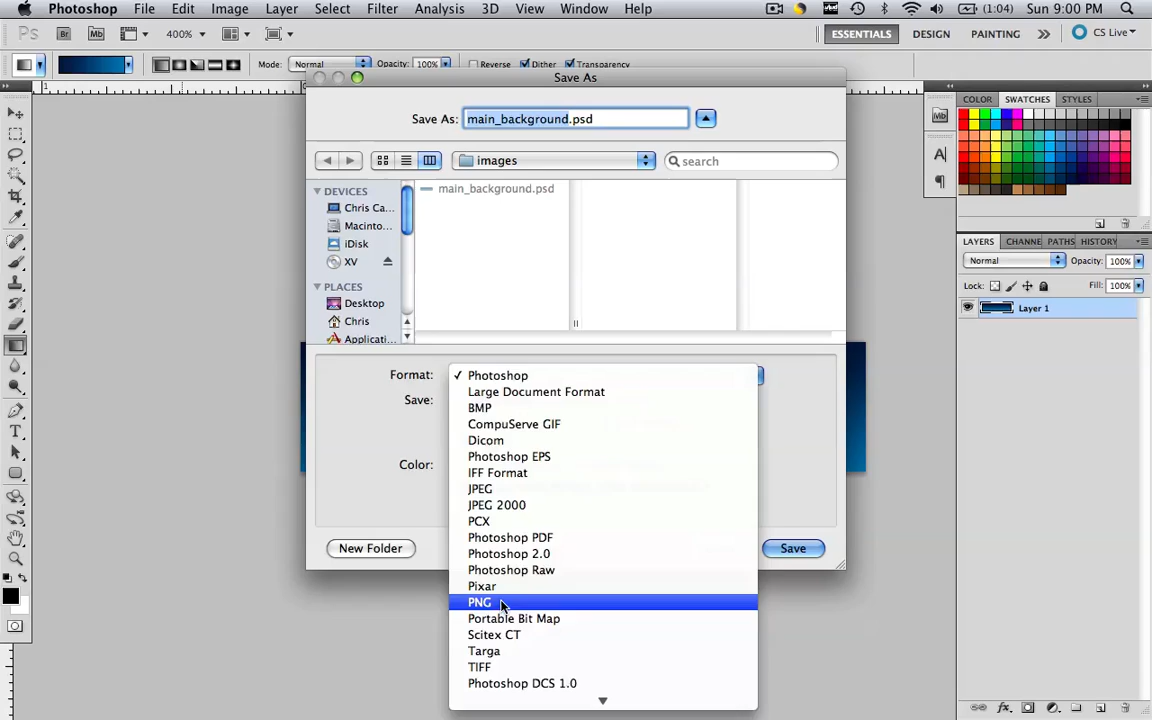 Photoshop File Edit Image Layer Select Filter Analysis 3D View Window Help (1:04) Sun 9:00 PM
Ps Br Mb 400% ESSENTIALS DESIGN PAINTING CS Live
Mode: Normal Opacity: 100% Reverse Dither Transparency
Save As
Save As: main_background.psd
images search
DEVICES
Chris Ca...
Macinto...
iDisk
XV
PLACES
Desktop
Chris
Applicati...
main_background.psd
Format:
Save:
Color:
Photoshop
Large Document Format
BMP
CompuServe GIF
Dicom
Photoshop EPS
IFF Format
JPEG
JPEG 2000
PCX
Photoshop PDF
Photoshop 2.0
Photoshop Raw
Pixar
PNG
Portable Bit Map
Scitex CT
Targa
TIFF
Photoshop DCS 1.0
New Folder Save
COLOR SWATCHES STYLES
Mb
A
LAYERS CHANNE PATHS HISTORY
Normal Opacity: 100%
Lock: Fill: 100%
Layer 1
fx